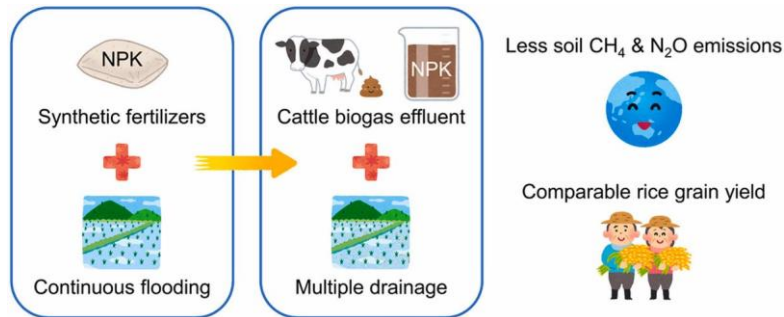 NPK
Synthetic fertilizers
Continuous flooding
NPK
Cattle biogas effluent
Multiple drainage
Less soil CH₄ & N₂O emissions
Comparable rice grain yield